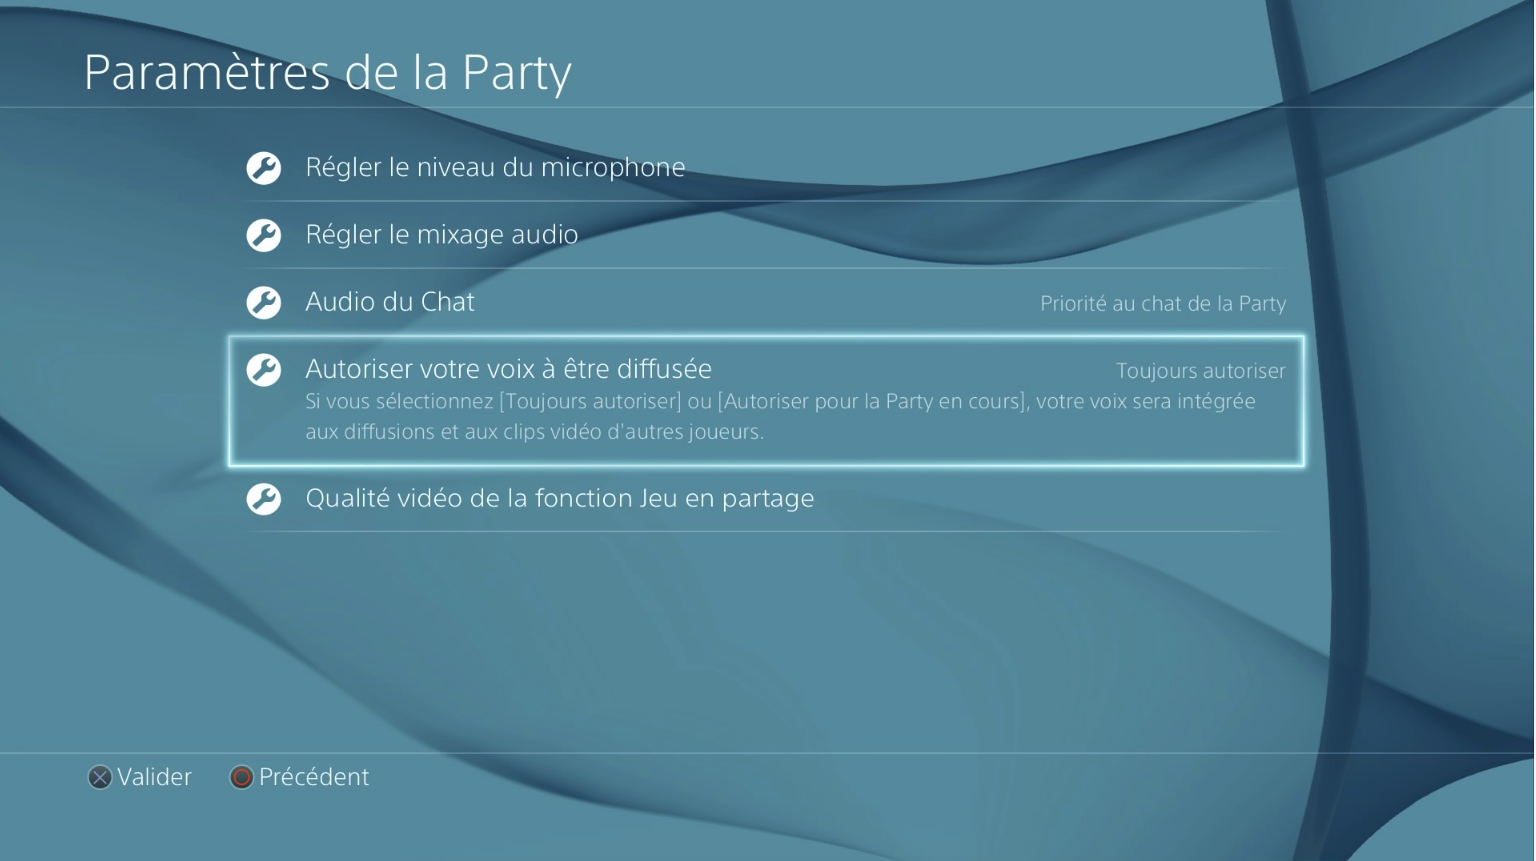 Paramètres de la Party
Régler le niveau du microphone
Régler le mixage audio
Audio du Chat
Priorité au chat de la Party
Autoriser votre voix à être diffusée
Toujours autoriser
Si vous sélectionnez [Toujours autoriser] ou [Autoriser pour la Party en cours], votre voix sera intégrée
aux diffusions et aux clips vidéo d'autres joueurs.
Qualité vidéo de la fonction Jeu en partage
Valider
Précédent